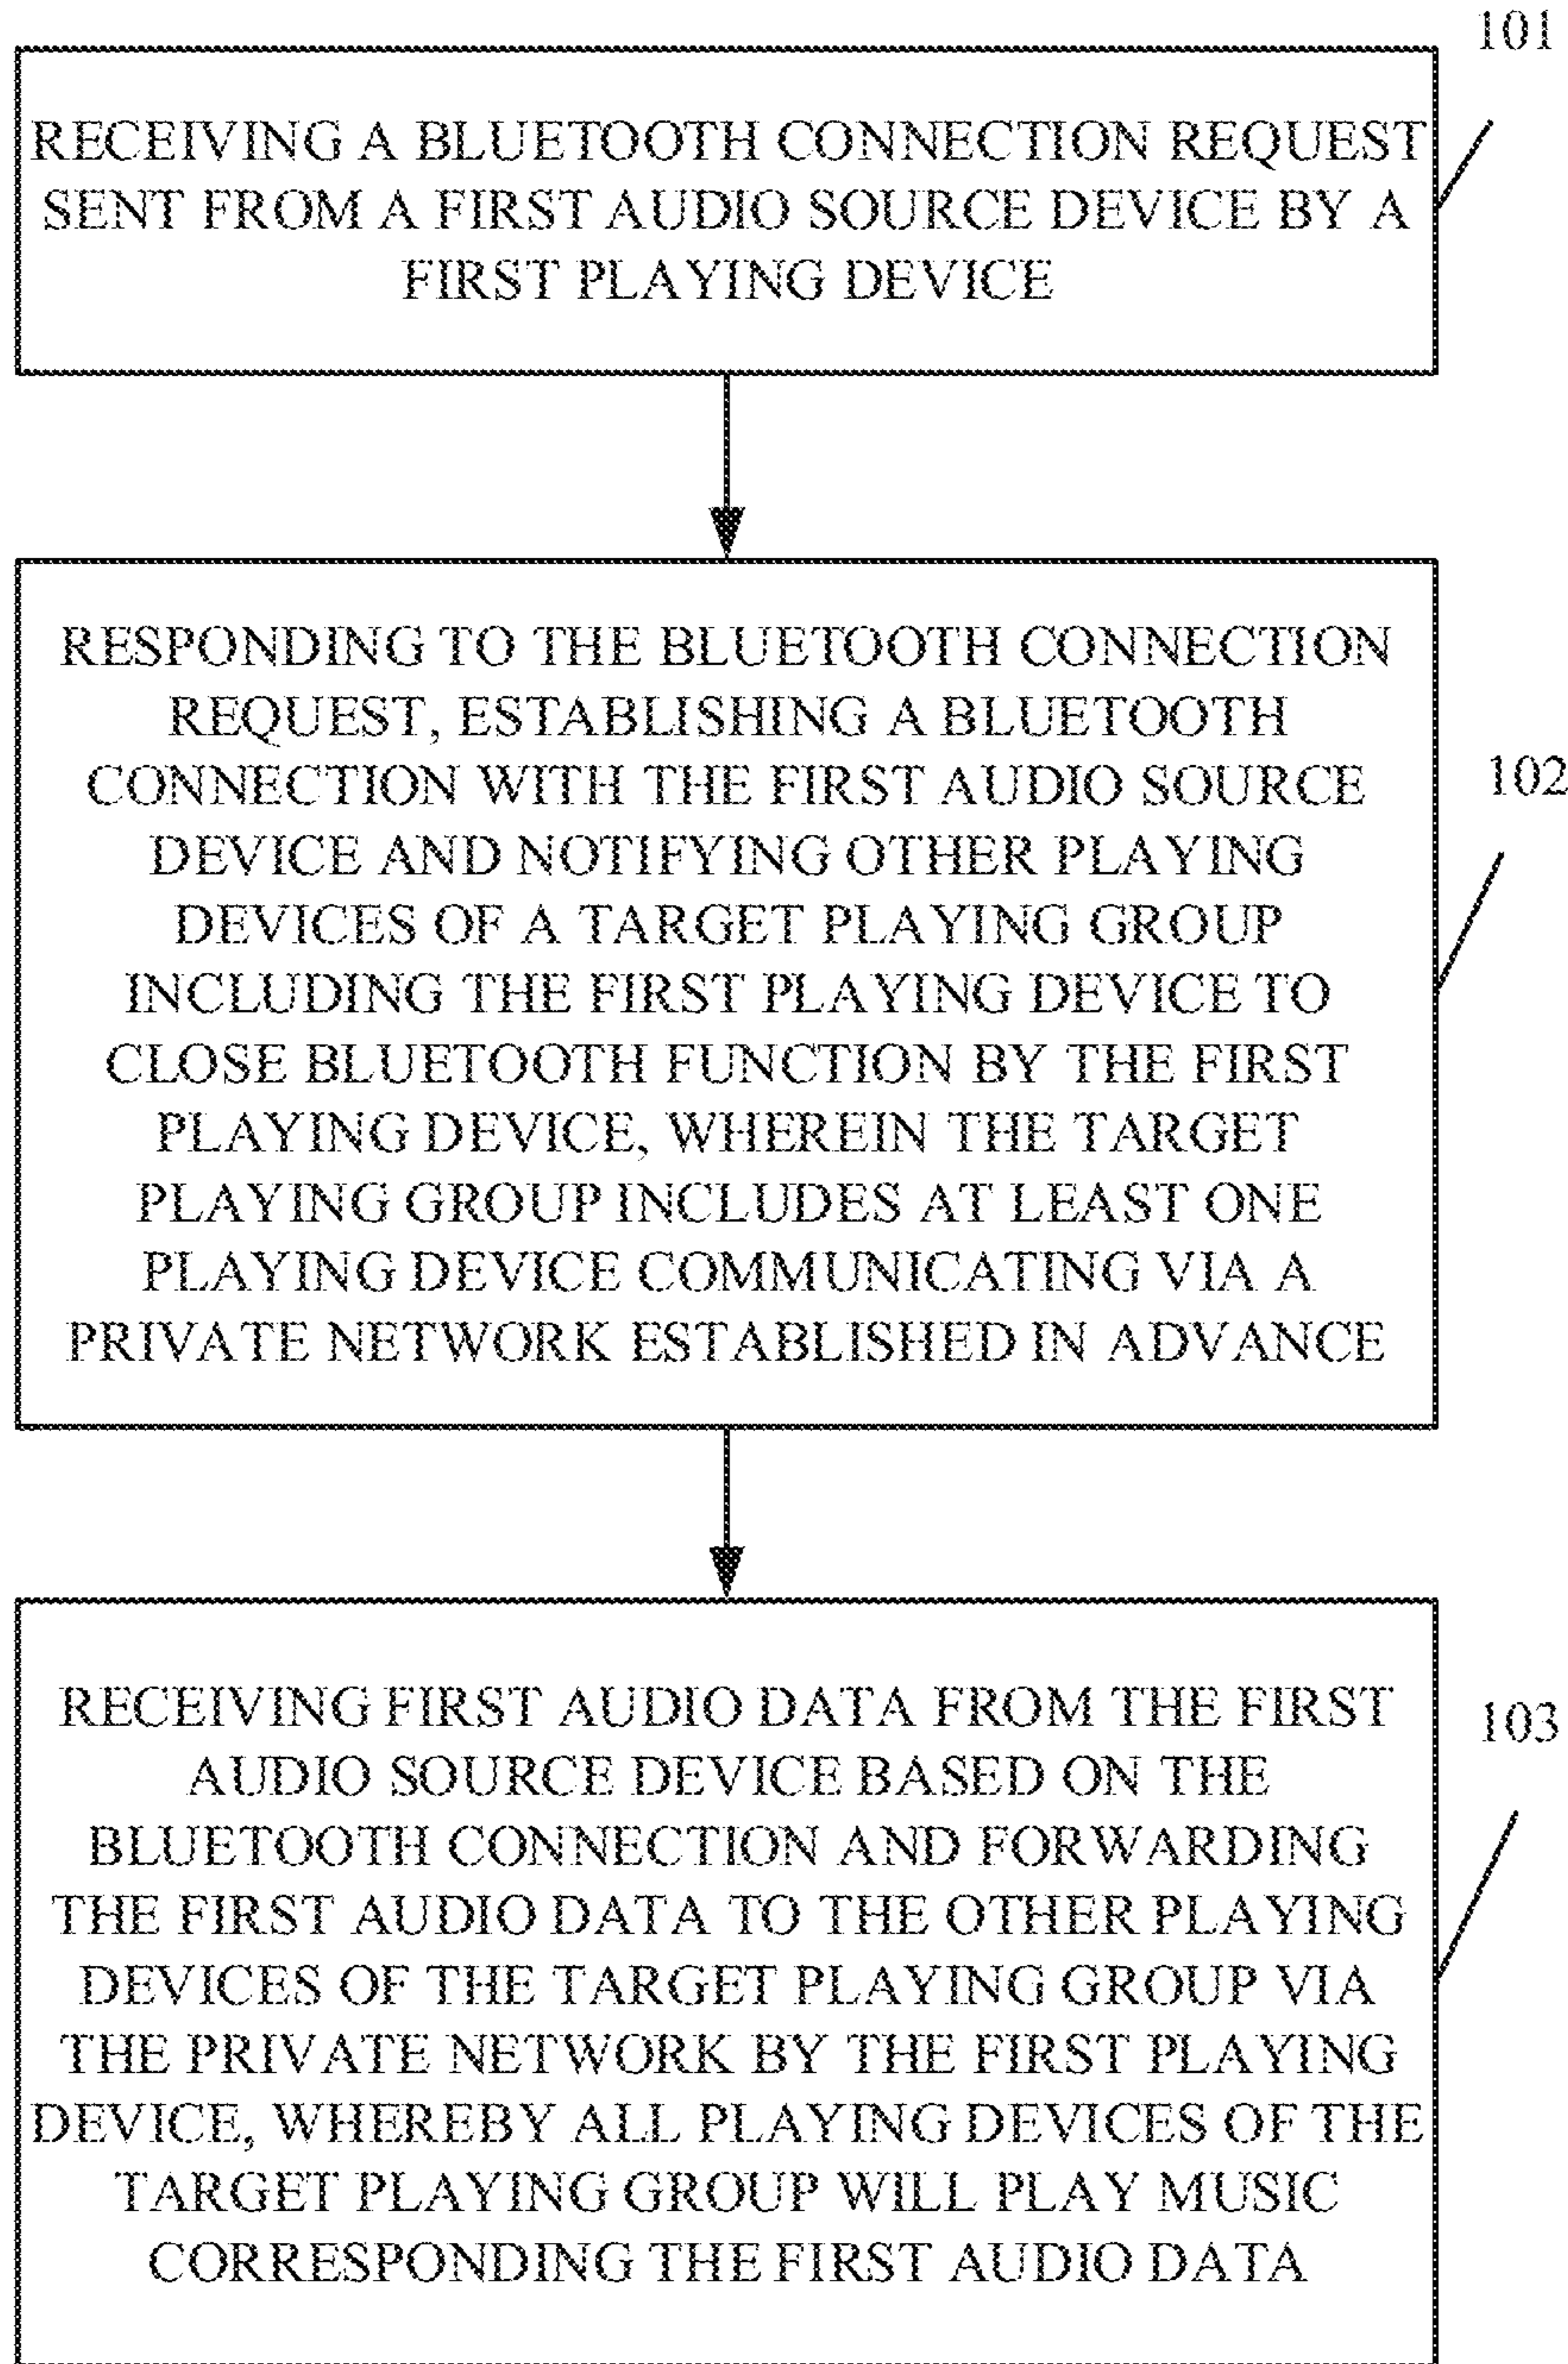 101
RECEIVING A BLUETOOTH CONNECTION REQUEST
SENT FROM A FIRST AUDIO SOURCE DEVICE BY A
FIRST PLAYING DEVICE
RESPONDING TO THE BLUETOOTH CONNECTION
REQUEST, ESTABLISHING A BLUETOOTH
CONNECTION WITH THE FIRST AUDIO SOURCE
102
DEVICE AND NOTIFYING OTHER PLAYING
DEVICES OF A TARGET PLAYING GROUP
INCLUDING THE FIRST PLAYING DEVICE TO
CLOSE BLUETOOTH FUNCTION BY THE FIRST
PLAYING DEVICE, WHEREIN THE TARGET
PLAYING GROUP INCLUDES AT LEAST ONE
PLAYING DEVICE COMMUNICATING VIA A
PRIVATE NETWORK ESTABLISHED IN ADVANCE
RECEIVING FIRST AUDIO DATA FROM THE FIRST
103
AUDIO SOURCE DEVICE BASED ON THE
BLUETOOTH CONNECTION AND FORWARDING
THE FIRST AUDIO DATA TO THE OTHER PLAYING
DEVICES OF THE TARGET PLAYING GROUP VIA
THE PRIVATE NETWORK BY THE FIRST PLAYING
DEVICE, WHEREBY ALL PLAYING DEVICES OF THE
TARGET PLAYING GROUP WILL PLAY MUSIC
CORRESPONDING THE FIRST AUDIO DATA